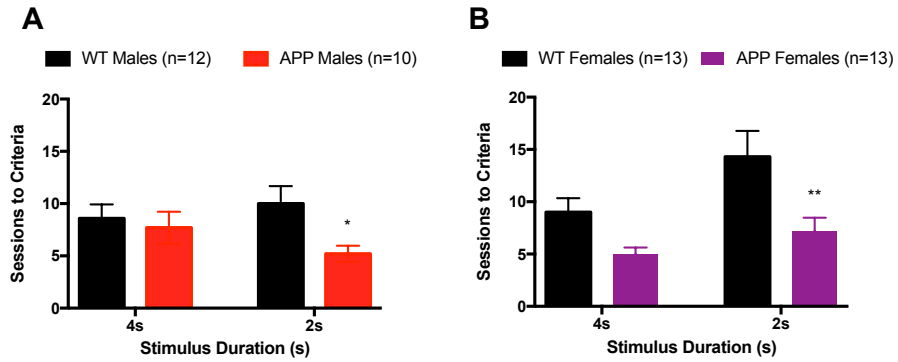 A
WT Males (n=12) APP Males (n=10)
20
15
10
5
0
Sessions to Criteria
*
4s 2s
Stimulus Duration (s)
B
WT Females (n=13) APP Females (n=13)
20
15
10
5
0
Sessions to Criteria
**
4s 2s
Stimulus Duration (s)